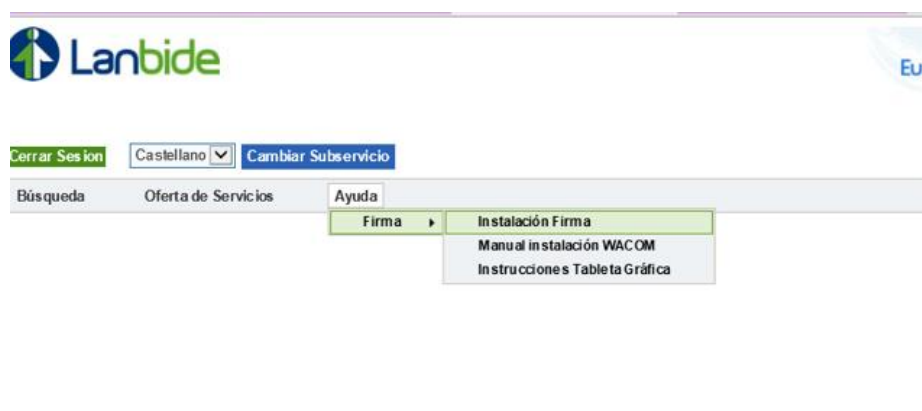 Lanbide
Eu
Cerrar Sesion Castellano Cambiar Subservicio
Búsqueda Oferta de Servicios Ayuda
Firma Instalación Firma
Manual instalación WACOM
Instrucciones Tableta Gráfica